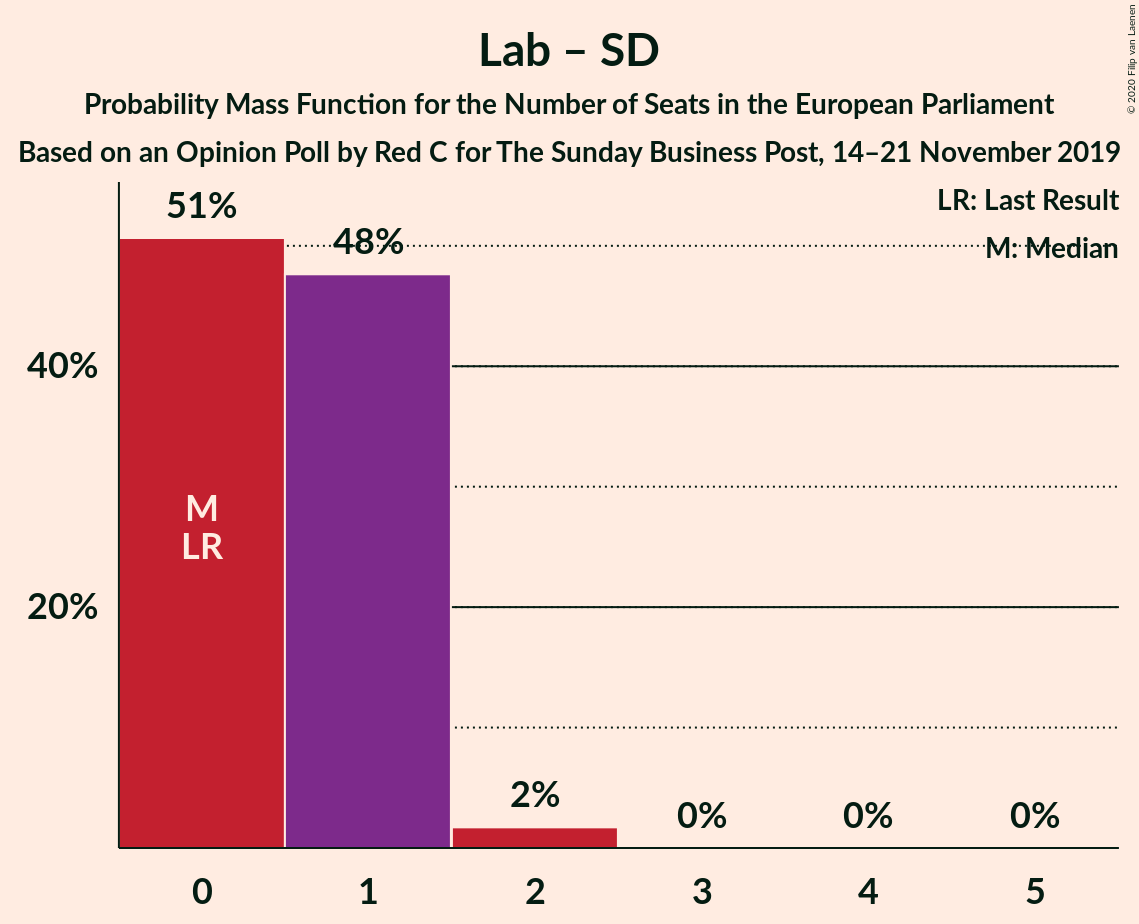 Lab – SD
Probability Mass Function for the Number of Seats in the European Parliament
Based on an Opinion Poll by Red C for The Sunday Business Post, 14–21 November 2019
© 2020 Filip van Laenen
LR: Last Result
M: Median
51%
48%
40%
M
LR
20%
2%
0%
0%
0%
0
1
2
3
4
5